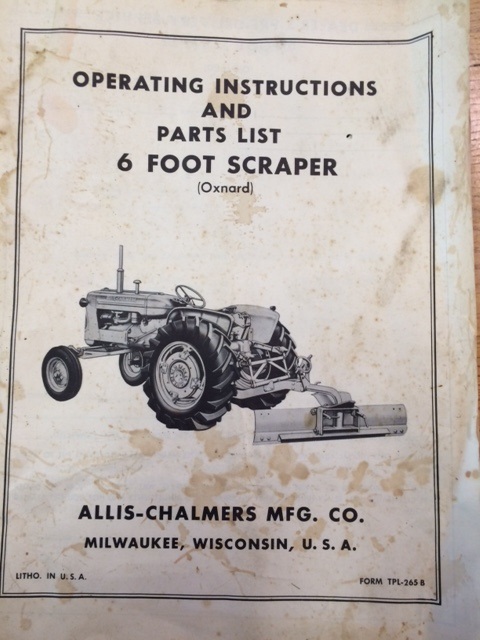 OPERATING INSTRUCTIONS
AND
PARTS LIST
6 FOOT SCRAPER
(Oxnard)
ALLIS-CHALMERS MFG. CO.
MILWAUKEE, WISCONSIN, U. S. A.
LITHO. IN U. S. A.
FORM TPL-265 B